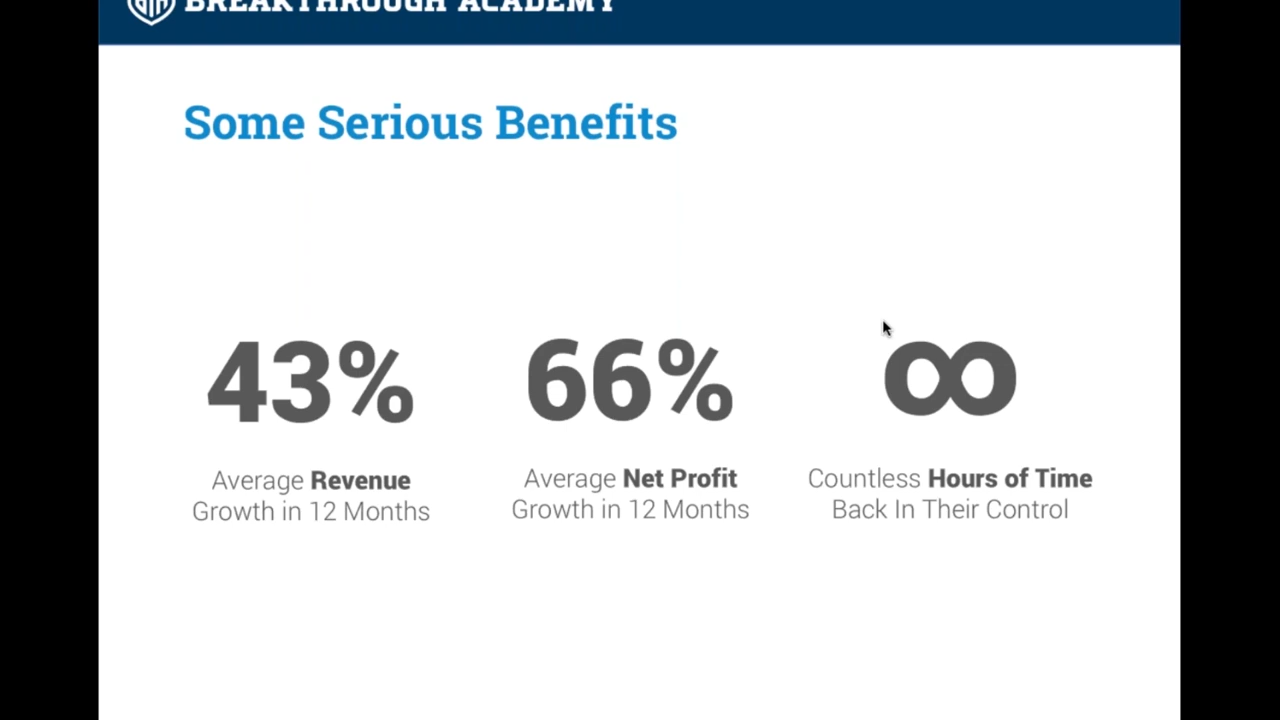 BREAKTHROUGH ACADEMY
Some Serious Benefits
43%
Average Revenue
Growth in 12 Months
66%
Average Net Profit
Growth in 12 Months
∞
Countless Hours of Time
Back In Their Control